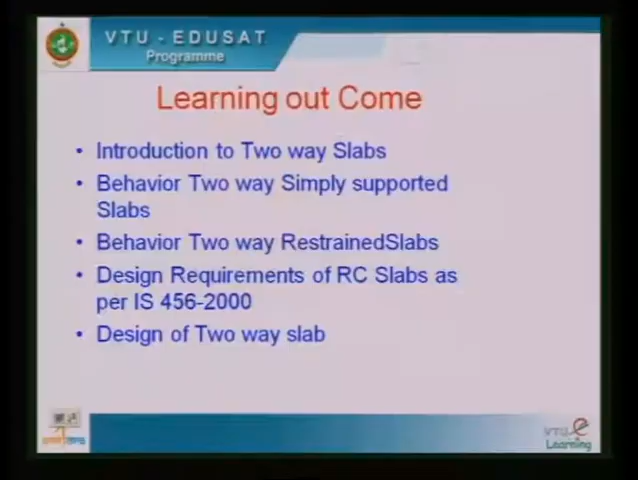 VTU - EDUSAT
Programme
Learning out Come
• Introduction to Two way Slabs
• Behavior Two way Simply supported
Slabs
• Behavior Two way RestrainedSlabs
• Design Requirements of RC Slabs as
per IS 456-2000
• Design of Two way slab
VTU e
Learning